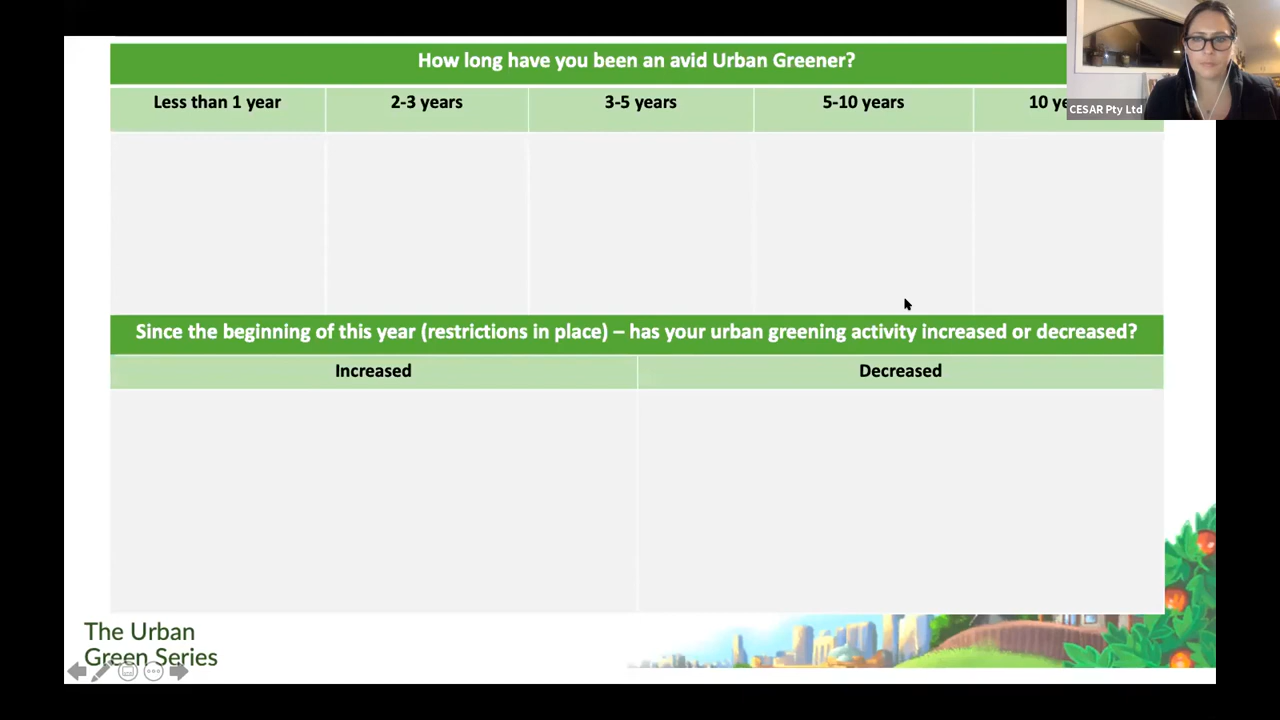 How long have you been an avid Urban Greener?
Less than 1 year
2-3 years
3-5 years
5-10 years
10
CESAR Pty Ltd
Since the beginning of this year (restrictions in place) – has your urban greening activity increased or decreased?
Increased
Decreased
The Urban
Green Series